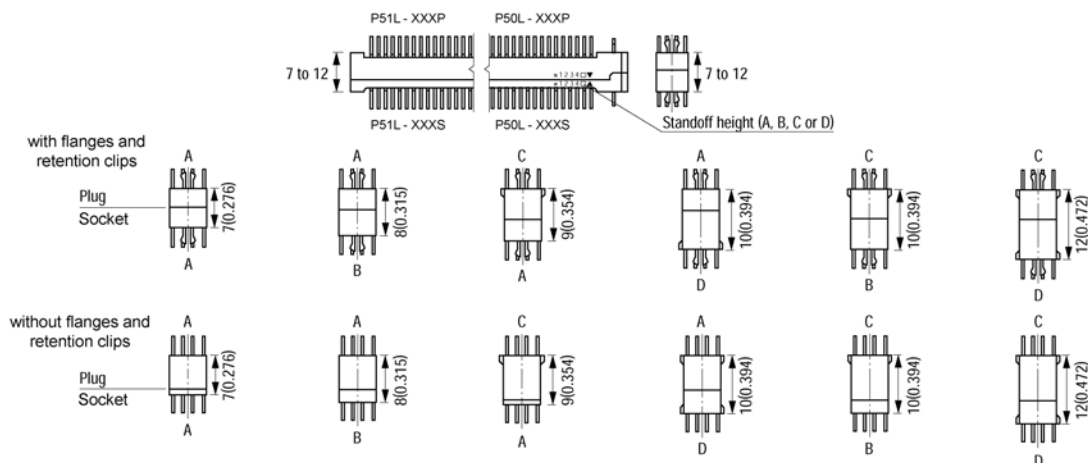 P51L - XXXP P50L - XXXP
7 to 12
×1234□▼
×1234□▲
7 to 12
P51L - XXXS P50L - XXXS
Standoff height (A, B, C or D)
with flanges and
retention clips
A A C A C C
Plug
Socket
7(0.276) 8(0.315) 9(0.354) 10(0.394) 10(0.394) 12(0.472)
A B A D B D
without flanges and
retention clips
A A C A C C
Plug
Socket
7(0.276) 8(0.315) 9(0.354) 10(0.394) 10(0.394) 12(0.472)
A B A D B D